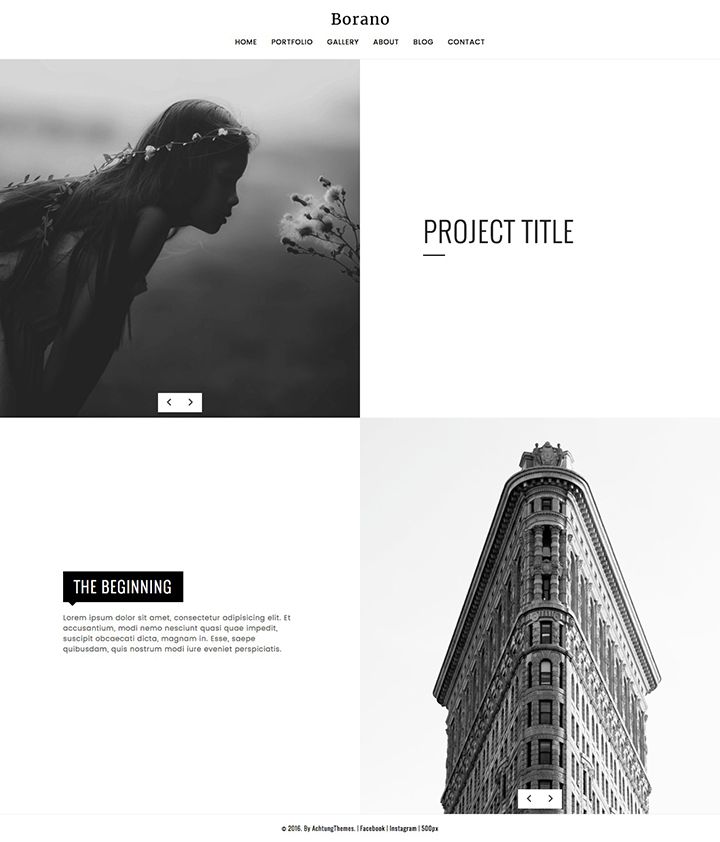 Borano
HOME PORTFOLIO GALLERY ABOUT BLOG CONTACT
PROJECT TITLE
THE BEGINNING
Lorem ipsum dolor sit amet, consectetur adipisicing elit. Et
accusantium, modi nemo nesciunt quasi quae impedit,
suscipit obcaecati dicta, magnam in. Esse, saepe
quibusdam, quis nostrum modi iure eveniet perspiciatis.
© 2016. By AchtungThemes. | Facebook | Instagram | 500px